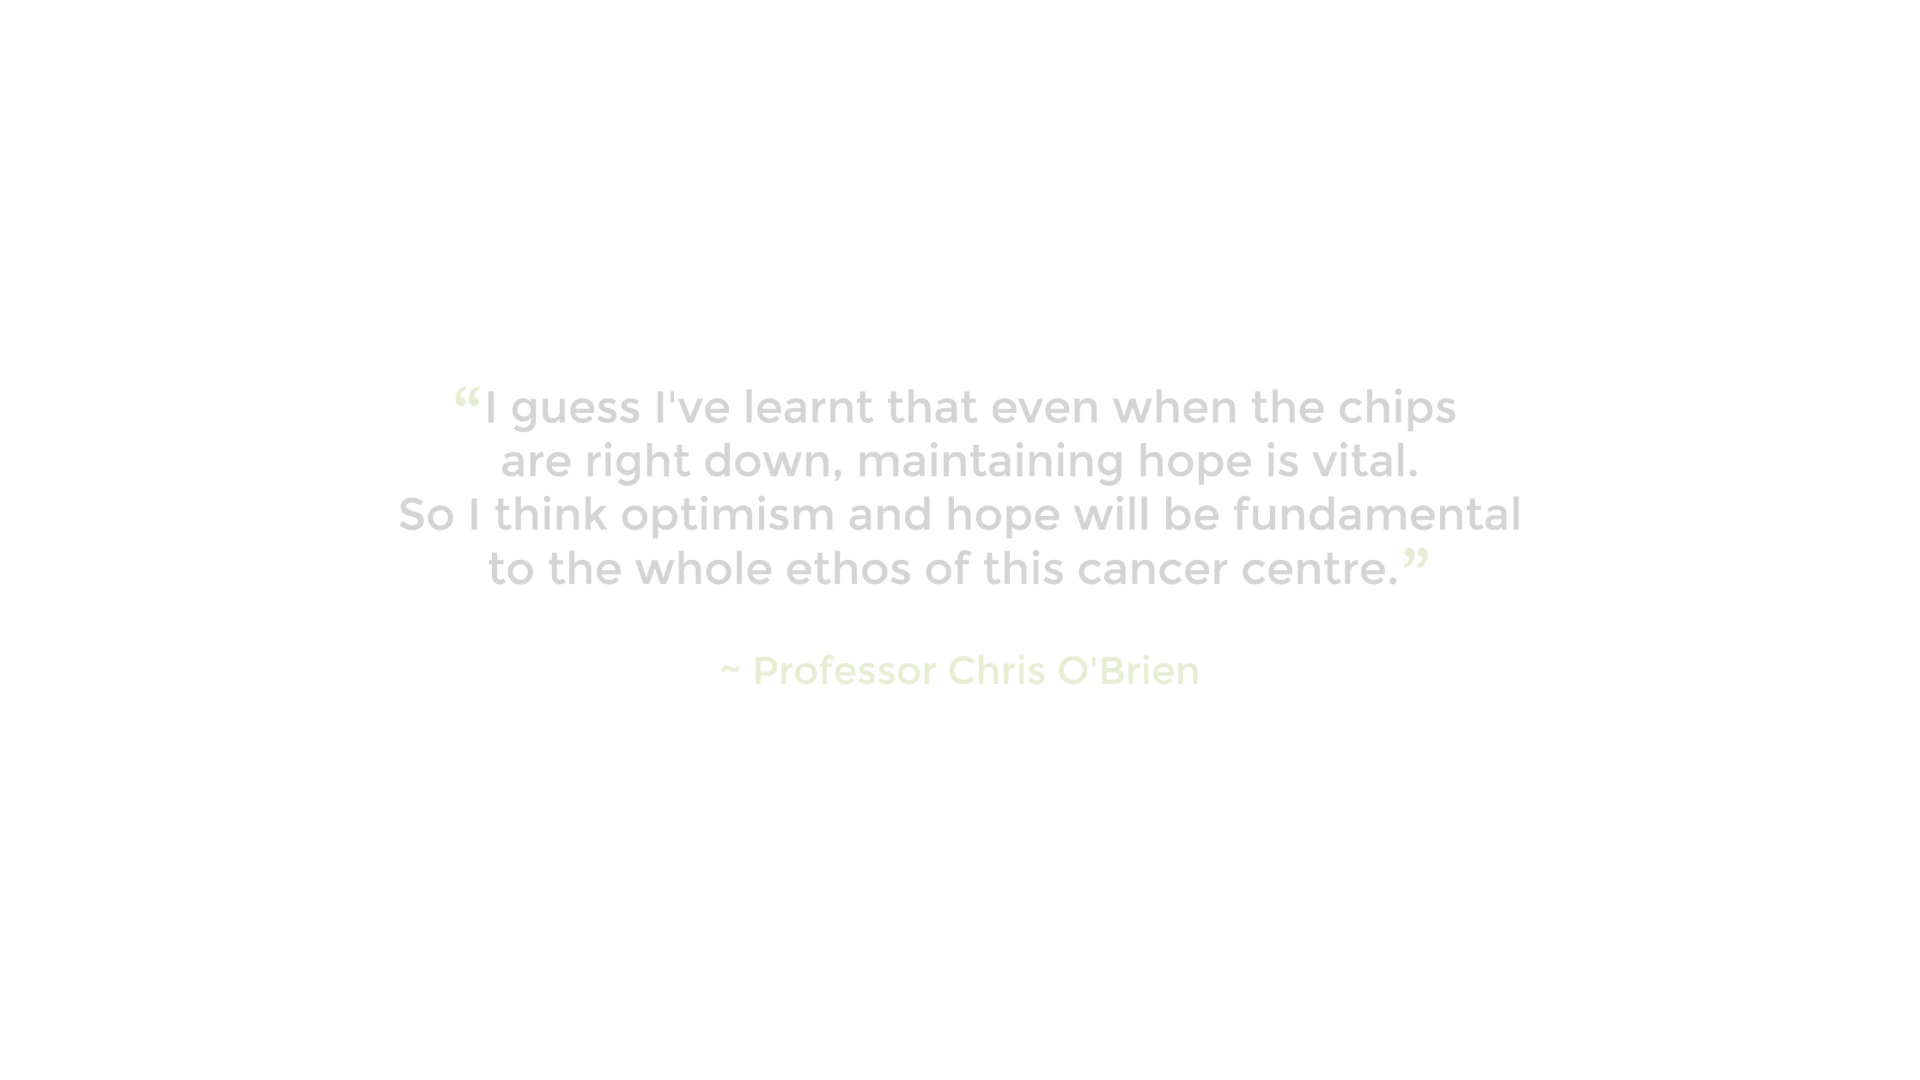 “I guess I've learnt that even when the chips
are right down, maintaining hope is vital.
So I think optimism and hope will be fundamental
to the whole ethos of this cancer centre.”
~ Professor Chris O'Brien